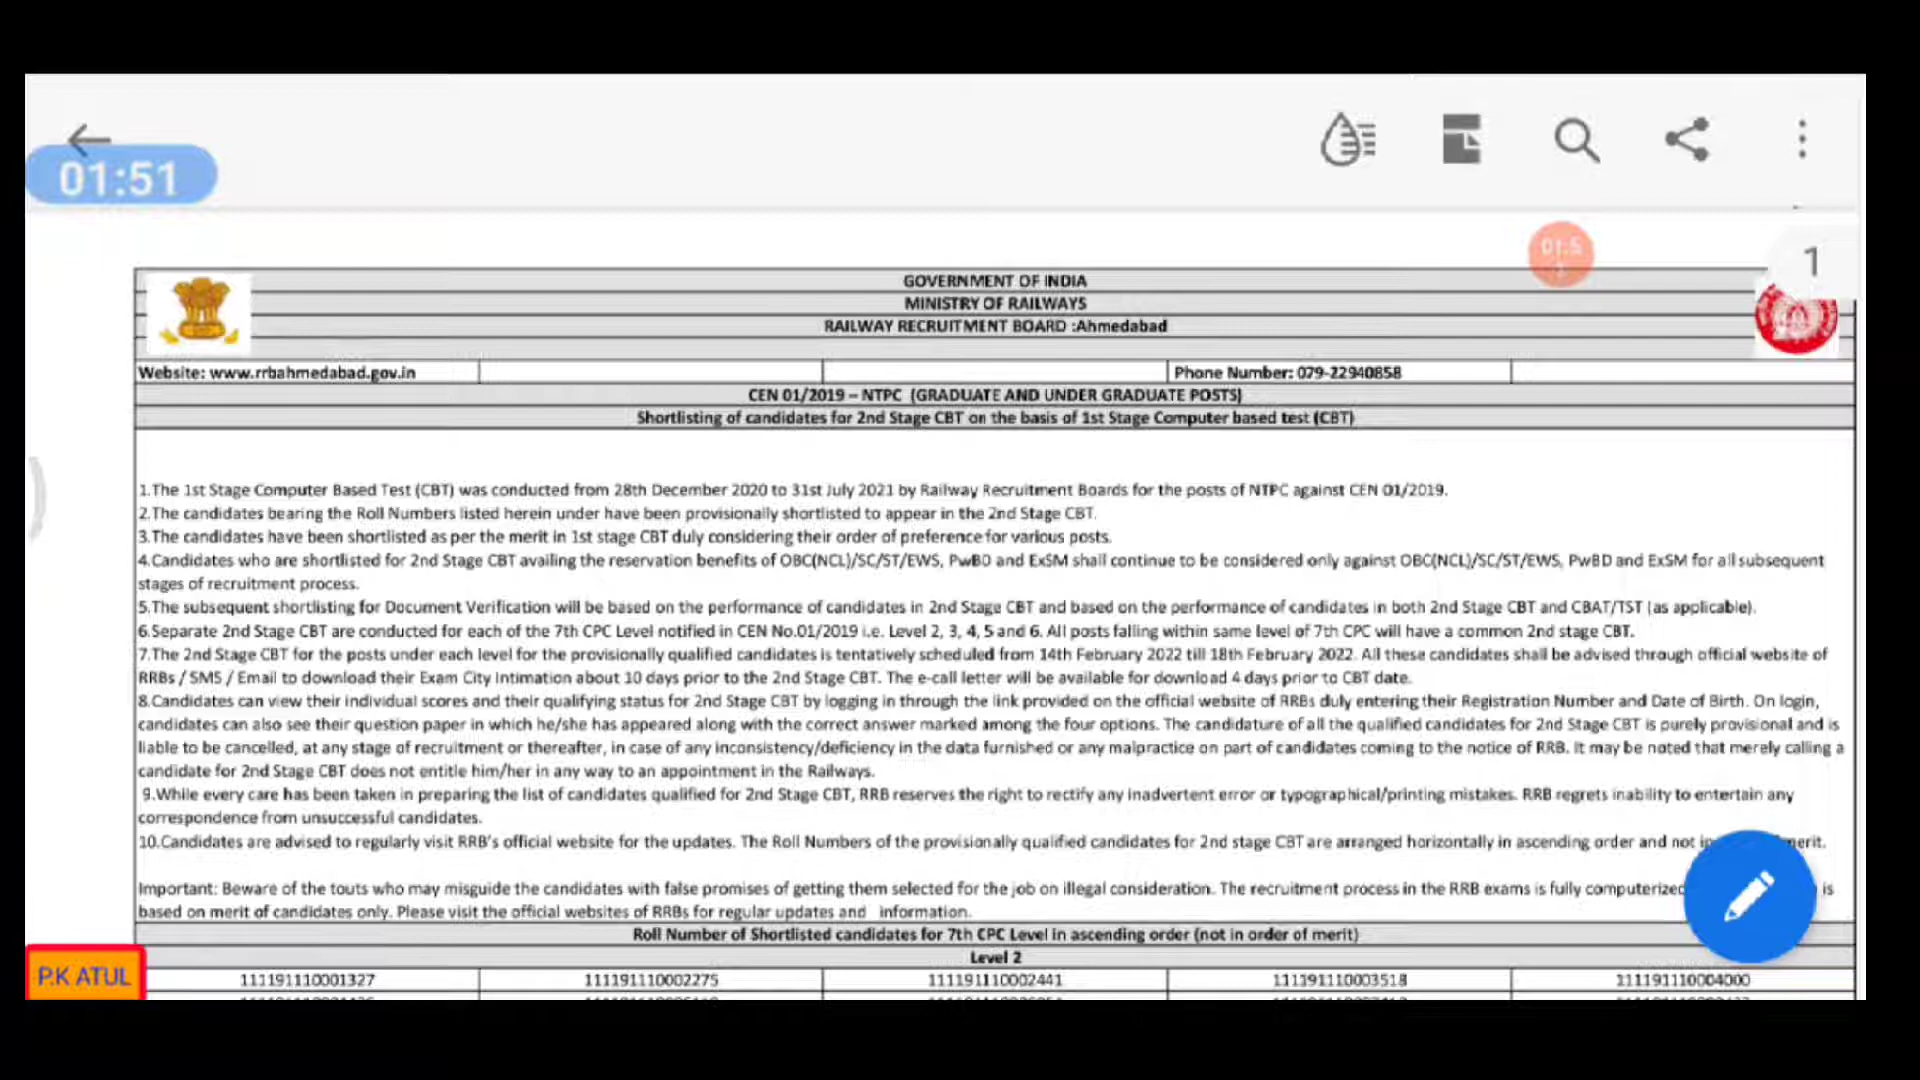 01:51
01:5
1
1
GOVERNMENT OF INDIA
MINISTRY OF RAILWAYS
RAILWAY RECRUITMENT BOARD :Ahmedabad
Website: www.rrbahmedabad.gov.in Phone Number: 079-22940858
CEN 01/2019 – NTPC (GRADUATE AND UNDER GRADUATE POSTS)
Shortlisting of candidates for 2nd Stage CBT on the basis of 1st Stage Computer based test (CBT)
1.The 1st Stage Computer Based Test (CBT) was conducted from 28th December 2020 to 31st July 2021 by Railway Recruitment Boards for the posts of NTPC against CEN 01/2019.
2.The candidates bearing the Roll Numbers listed herein under have been provisionally shortlisted to appear in the 2nd Stage CBT.
3.The candidates have been shortlisted as per the merit in 1st stage CBT duly considering their order of preference for various posts.
4.Candidates who are shortlisted for 2nd Stage CBT availing the reservation benefits of OBC(NCL)/SC/ST/EWS, PwBD and ExSM shall continue to be considered only against OBC(NCL)/SC/ST/EWS, PwBD and ExSM for all subsequent
stages of recruitment process.
5.The subsequent shortlisting for Document Verification will be based on the performance of candidates in 2nd Stage CBT and based on the performance of candidates in both 2nd Stage CBT and CBAT/TST (as applicable).
6.Separate 2nd Stage CBT are conducted for each of the 7th CPC Level notified in CEN No.01/2019 i.e. Level 2, 3, 4, 5 and 6. All posts falling within same level of 7th CPC will have a common 2nd stage CBT.
7.The 2nd Stage CBT for the posts under each level for the provisionally qualified candidates is tentatively scheduled from 14th February 2022 till 18th February 2022. All these candidates shall be advised through official website of
RRBs / SMS / Email to download their Exam City Intimation about 10 days prior to the 2nd Stage CBT. The e-call letter will be available for download 4 days prior to CBT date.
8.Candidates can view their individual scores and their qualifying status for 2nd Stage CBT by logging in through the link provided on the official website of RRBs duly entering their Registration Number and Date of Birth. On login,
candidates can also see their question paper in which he/she has appeared along with the correct answer marked among the four options. The candidature of all the qualified candidates for 2nd Stage CBT is purely provisional and is
liable to be cancelled, at any stage of recruitment or thereafter, in case of any inconsistency/deficiency in the data furnished or any malpractice on part of candidates coming to the notice of RRB. It may be noted that merely calling a
candidate for 2nd Stage CBT does not entitle him/her in any way to an appointment in the Railways.
9.While every care has been taken in preparing the list of candidates qualified for 2nd Stage CBT, RRB reserves the right to rectify any inadvertent error or typographical/printing mistakes. RRB regrets inability to entertain any
correspondence from unsuccessful candidates.
10.Candidates are advised to regularly visit RRB's official website for the updates. The Roll Numbers of the provisionally qualified candidates for 2nd stage CBT are arranged horizontally in ascending order and not merit.
Important: Beware of the touts who may misguide the candidates with false promises of getting them selected for the job on illegal consideration. The recruitment process in the RRB exams is fully computerized is
based on merit of candidates only. Please visit the official websites of RRBs for regular updates and information.
Roll Number of Shortlisted candidates for 7th CPC Level in ascending order (not in order of merit)
Level 2
P.K ATUL
111191110001327 111191110002275 111191110002441 111191110003518 111191110004000